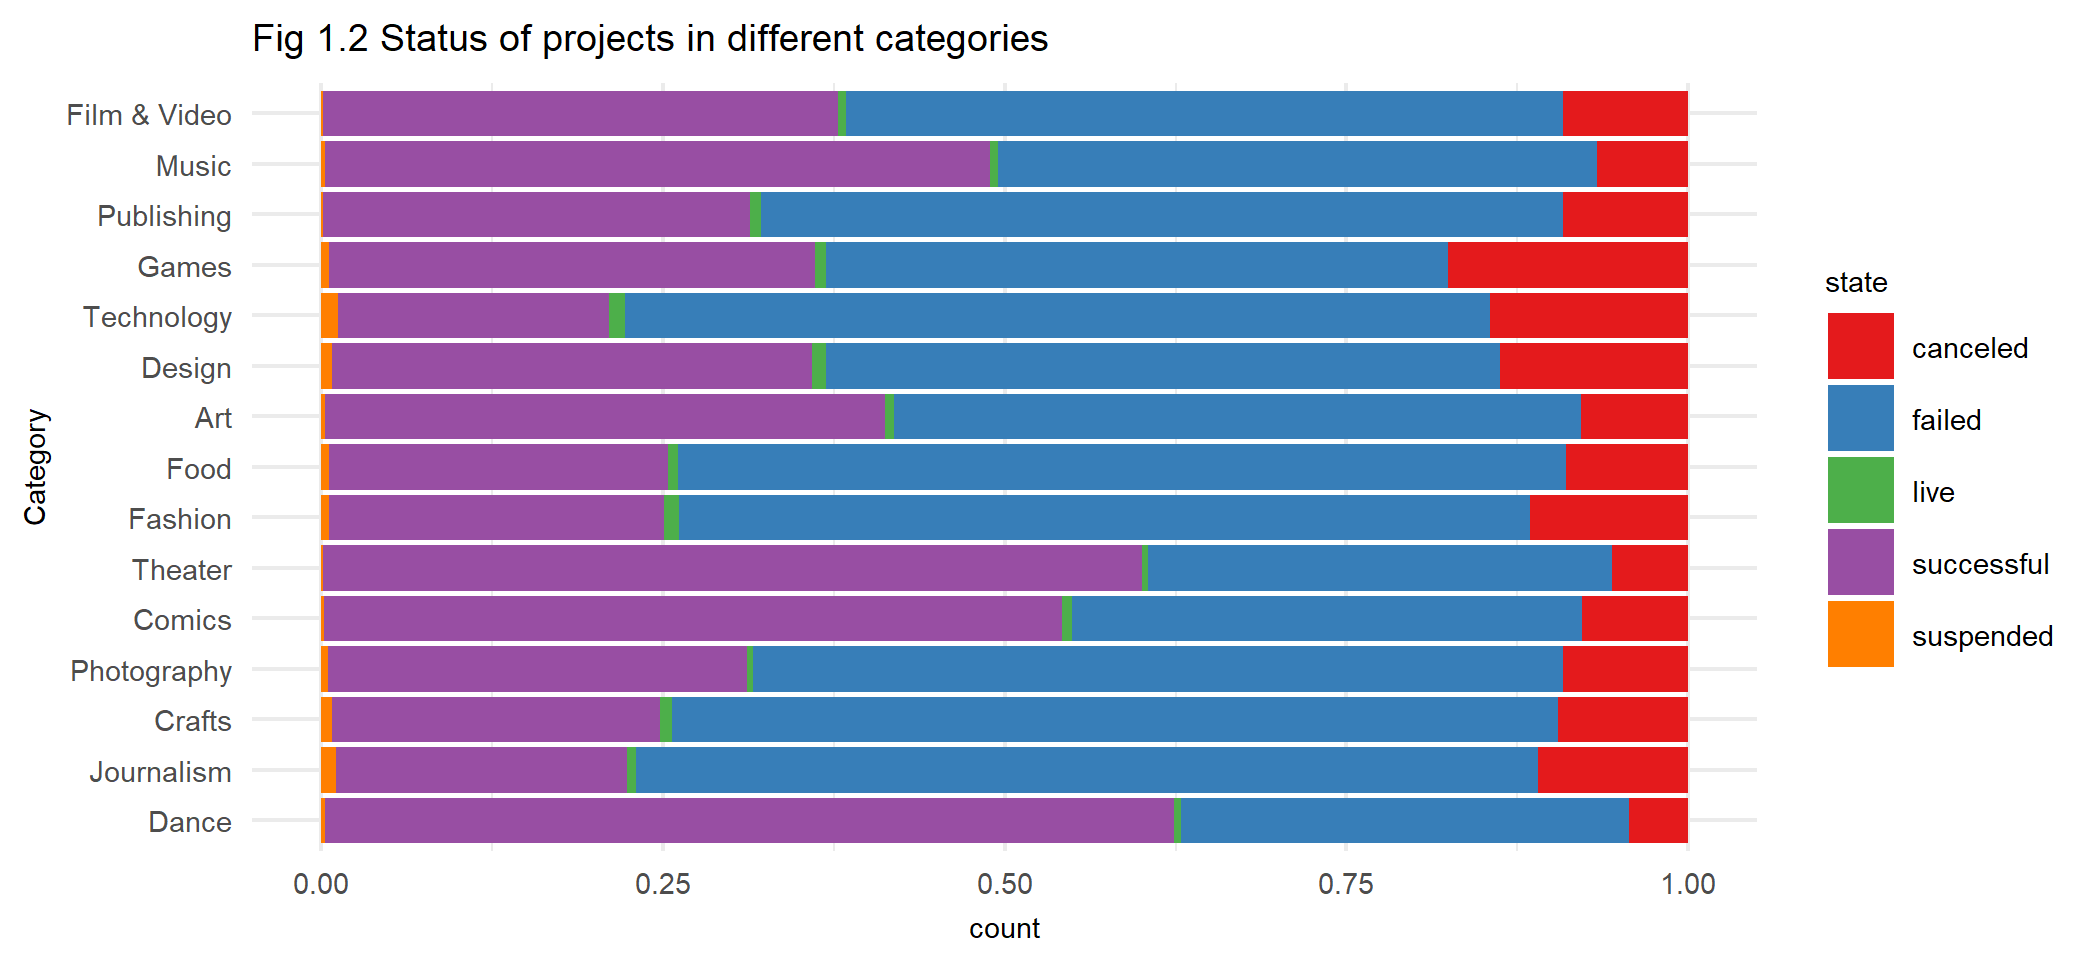 Fig 1.2 Status of projects in different categories
Film & Video
Music
Publishing
Games
Technology
Design
Art
Food
Fashion
Theater
Comics
Photography
Crafts
Journalism
Dance
Category
0.00 0.25 0.50 0.75 1.00
count
state
canceled
failed
live
successful
suspended